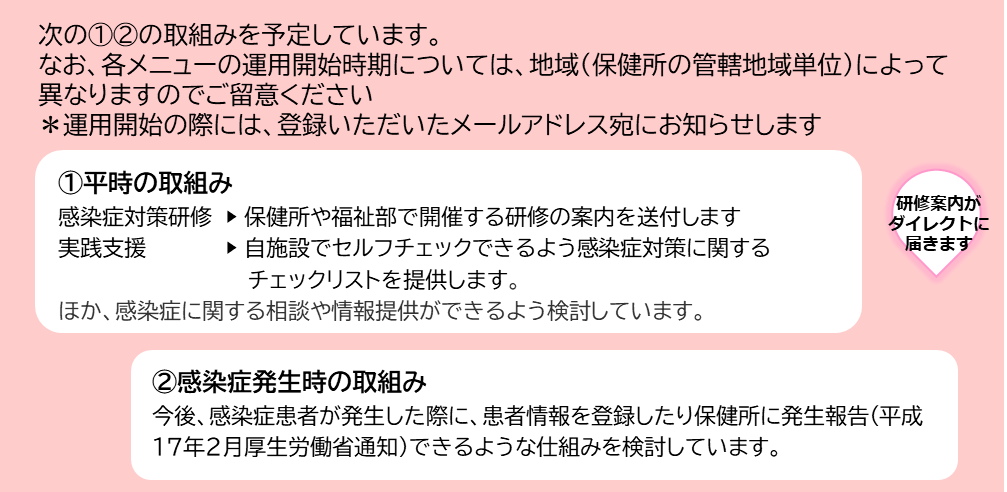 次の①②の取組みを予定しています。
なお、各メニューの運用開始時期については、地域（保健所の管轄地域単位）によって
異なりますのでご留意ください
＊運用開始の際には、登録いただいたメールアドレス宛にお知らせします
①平時の取組み
感染症対策研修 ▶ 保健所や福祉部で開催する研修の案内を送付します
実践支援 ▶ 自施設でセルフチェックできるよう感染症対策に関する
チェックリストを提供します。
ほか、感染症に関する相談や情報提供ができるよう検討しています。
研修案内が
ダイレクトに
届きます
②感染症発生時の取組み
今後、感染症患者が発生した際に、患者情報を登録したり保健所に発生報告（平成
17年2月厚生労働省通知）できるような仕組みを検討しています。